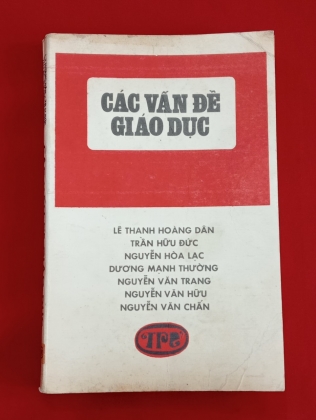 CÁC VẤN ĐỀ
GIÁO DỤC
LÊ THANH HOÀNG DÂN
TRẦN HỮU ĐỨC
NGUYỄN HÒA LẠC
DƯƠNG MẠNH THƯỜNG
NGUYỄN VĂN TRANG
NGUYỄN VĂN HỮU
NGUYỄN VĂN CHẤN
Trẻ